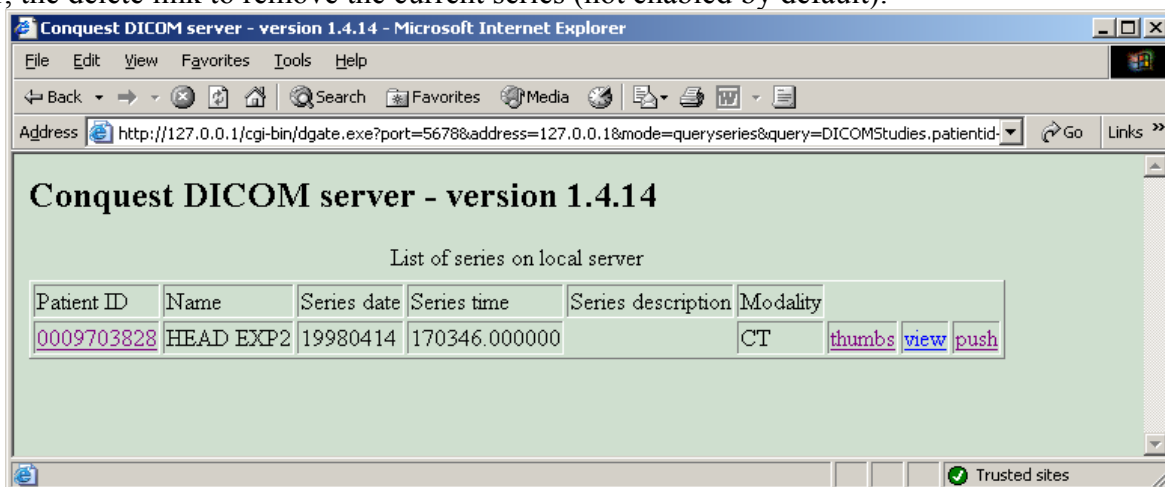 , the delete link to remove the current series (not enabled by default).
Conquest DICOM server - version 1.4.14 - Microsoft Internet Explorer
File Edit View Favorites Tools Help
Back Search Favorites Media
Address http://127.0.0.1/cgi-bin/dgate.exe?port=5678&address=127.0.0.1&mode=queryseries&query=DICOMStudies.patientid- Go Links »
Conquest DICOM server - version 1.4.14
List of series on local server
Patient ID Name Series date Series time Series description Modality
0009703828 HEAD EXP2 19980414 170346.000000 CT thumbs view push
Trusted sites